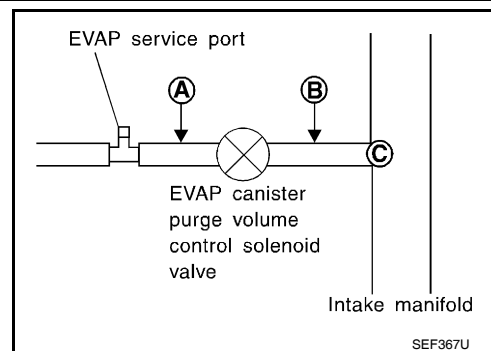 EVAP service port
A
B
C
EVAP canister
purge volume
control solenoid
valve
Intake manifold
SEF367U